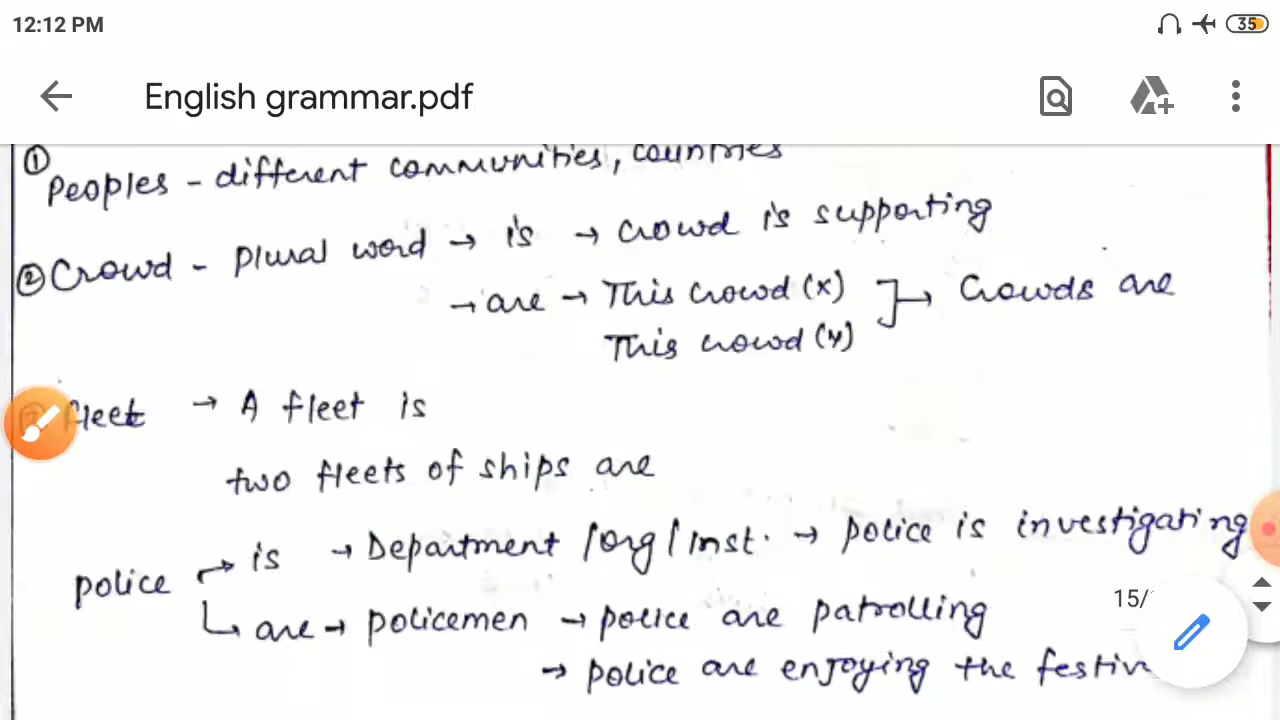 12:12 PM
35
English grammar.pdf
① Peoples - different communities, countries
② Crowd - Plural word → is → Crowd is supporting
→ are → This crowd (x) ]→ Crowds are
This crowd (y)
fleet → A fleet is
two fleets of ships are
police → is → Department /org/inst. → police is investigating
→ are → policemen → police are patrolling
15/
→ police are enjoying the festiv